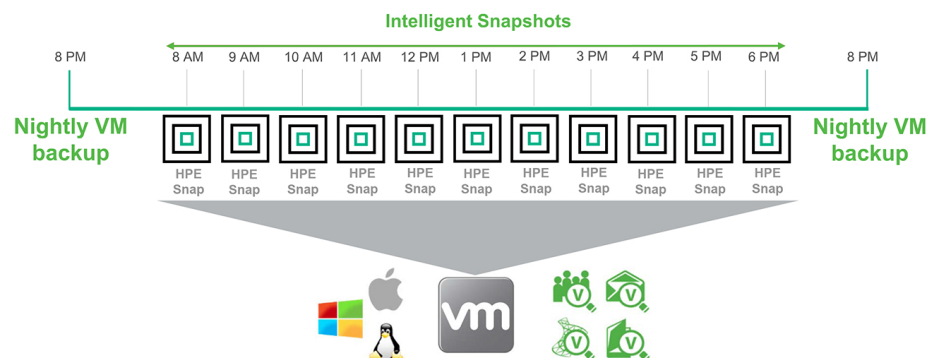 Intelligent Snapshots
8 PM 8 AM 9 AM 10 AM 11 AM 12 PM 1 PM 2 PM 3 PM 4 PM 5 PM 6 PM 8 PM
Nightly VM
backup
HPE
Snap
HPE
Snap
HPE
Snap
HPE
Snap
HPE
Snap
HPE
Snap
HPE
Snap
HPE
Snap
HPE
Snap
HPE
Snap
HPE
Snap
Nightly VM
backup
vm
V
V
V
V